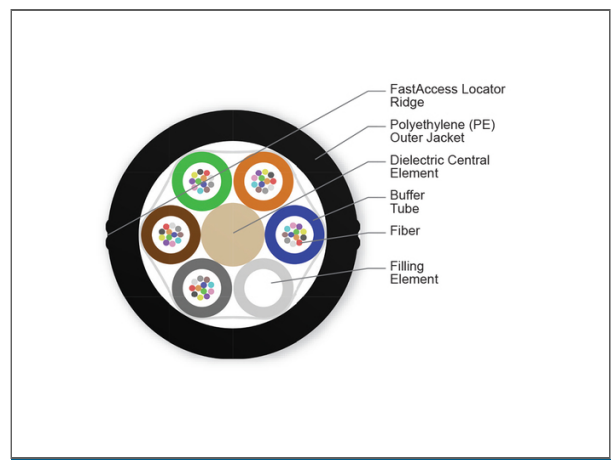 FastAccess Locator
Ridge
Polyethylene (PE)
Outer Jacket
Dielectric Central
Element
Buffer
Tube
Fiber
Filling
Element